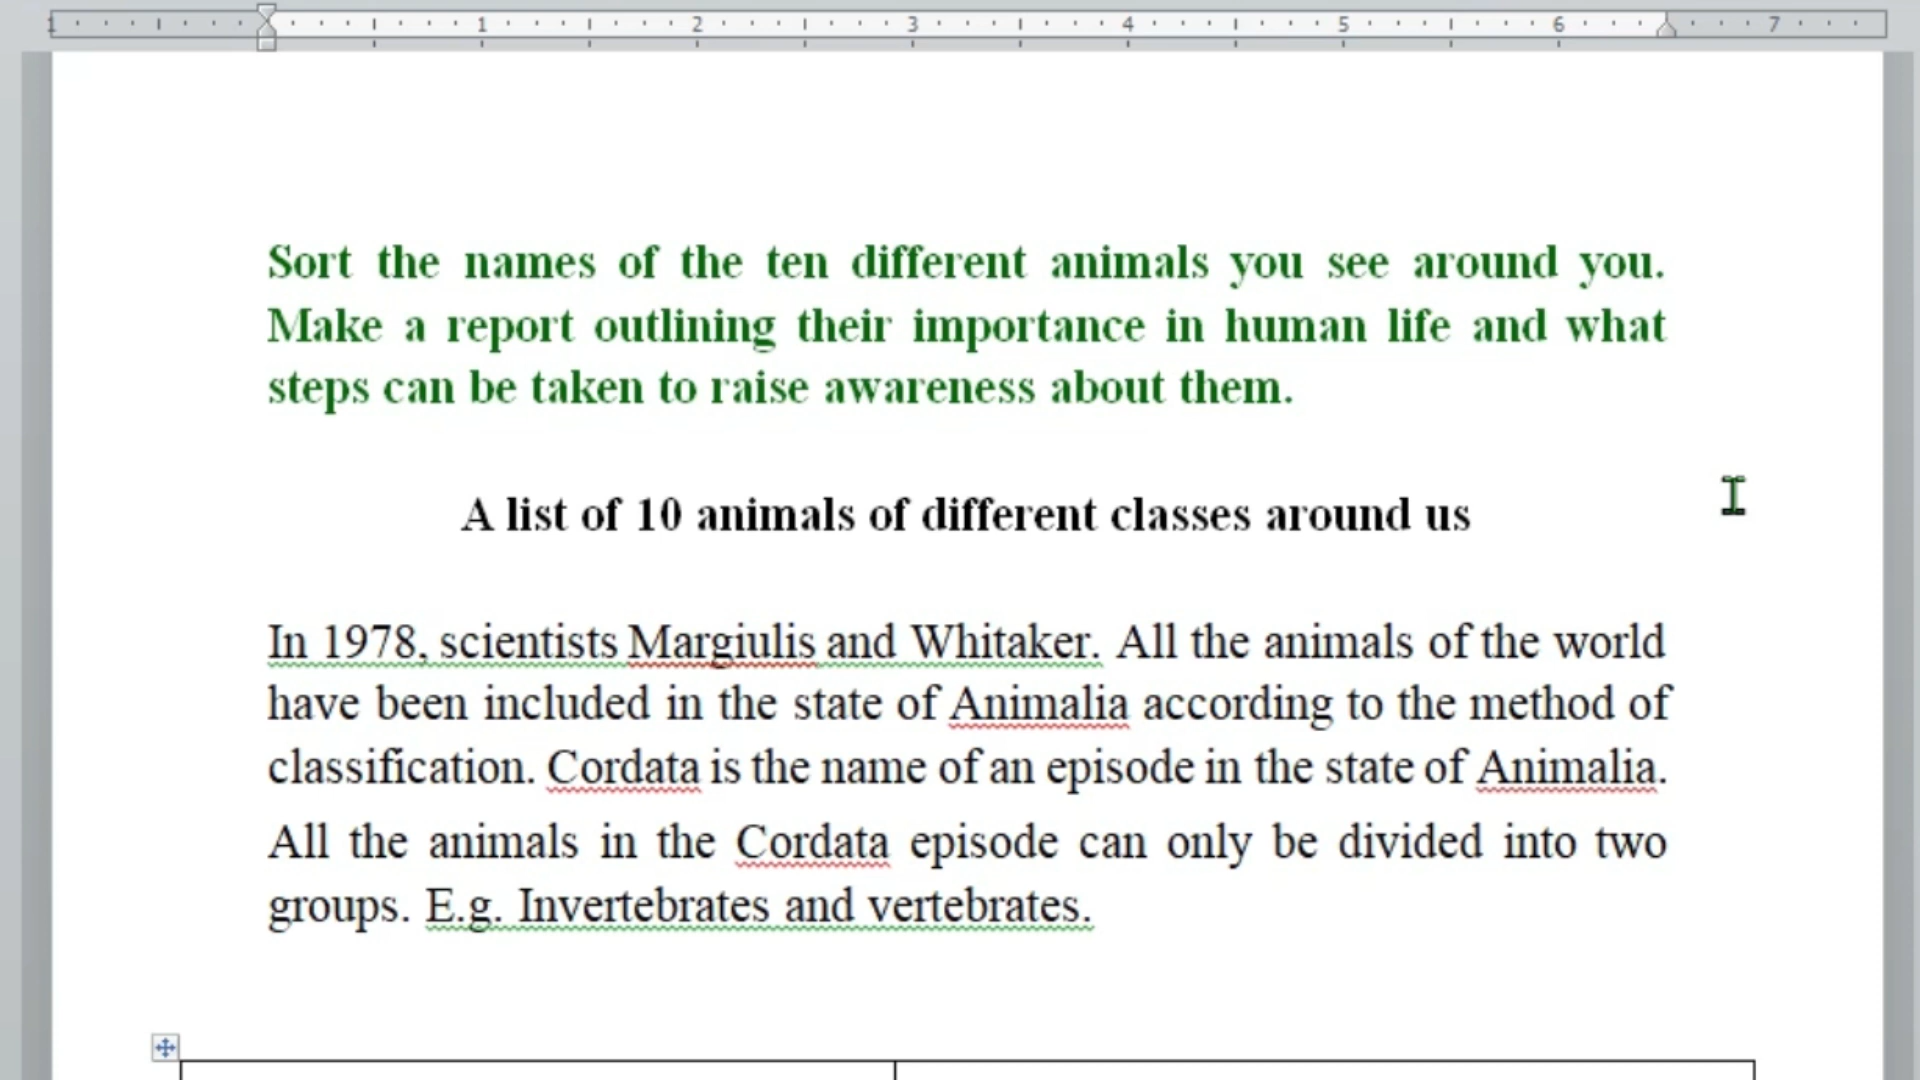 1 1 2 3 4 5 6 7
Sort the names of the ten different animals you see around you.
Make a report outlining their importance in human life and what
steps can be taken to raise awareness about them.
A list of 10 animals of different classes around us
In 1978, scientists Margiulis and Whitaker. All the animals of the world
have been included in the state of Animalia according to the method of
classification. Cordata is the name of an episode in the state of Animalia.
All the animals in the Cordata episode can only be divided into two
groups. E.g. Invertebrates and vertebrates.